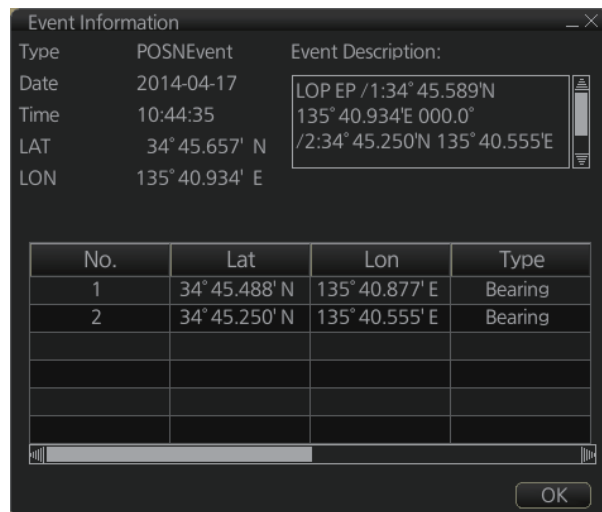 Event Information
Type POSNEvent
Date 2014-04-17
Time 10:44:35
LAT 34°45.657' N
LON 135°40.934' E
Event Description:
LOP EP /1:34°45.589'N
135°40.934'E 000.0°
/2:34°45.250'N 135°40.555'E
No. Lat Lon Type
1 34°45.488' N 135°40.877' E Bearing
2 34°45.250' N 135°40.555' E Bearing
OK